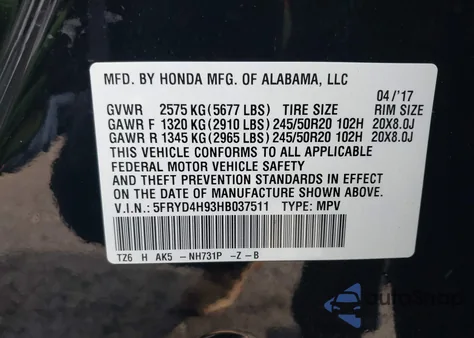 MFD. BY HONDA MFG. OF ALABAMA, LLC
04/'17
GVWR 2575 KG(5677 LBS) TIRE SIZE RIM SIZE
GAWR F 1320 KG(2910 LBS)245/50R20 102H 20X8.0J
GAWR R 1345 KG(2965 LBS)245/50R20 102H 20X8.0J
THIS VEHICLE CONFORMS TO ALL APPLICABLE
FEDERAL MOTOR VEHICLE SAFETY
AND THEFT PREVENTION STANDARDS IN EFFECT
ON THE DATE OF MANUFACTURE SHOWN ABOVE.
V.I.N.: 5FRYD4H93HB037511 TYPE: MPV
TZ6 H AK5 -NH731P -Z-B
auto2snap